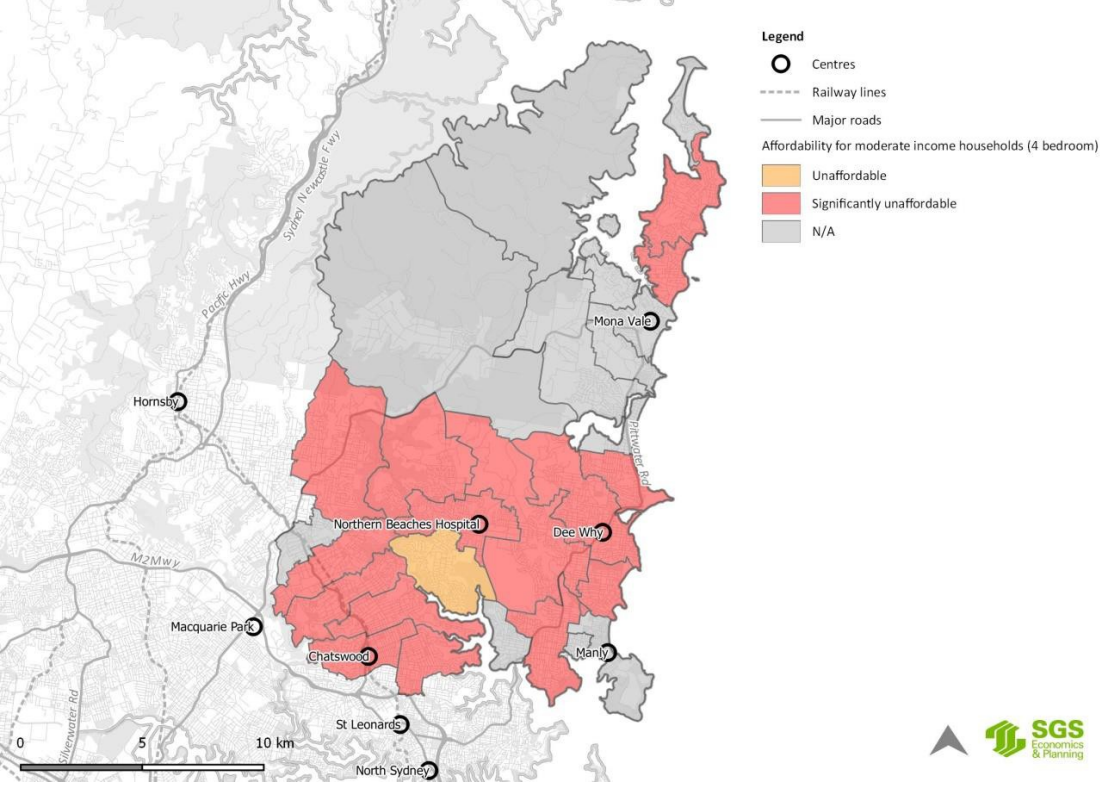 Legend
Centres
Railway lines
Major roads
Affordability for moderate income households (4 bedroom)
Unaffordable
Significantly unaffordable
N/A
Sydney Newcastle Fwy
Pacific Hwy
Mona Vale
Hornsby
Pittwater Rd
Northern Beaches Hospital
Dee Why
M2Mwy
Macquarie Park
Chatswood
Manly
Silverwater Rd
St Leonards
North Sydney
0 5 10 km
SGS
Economics
& Planning